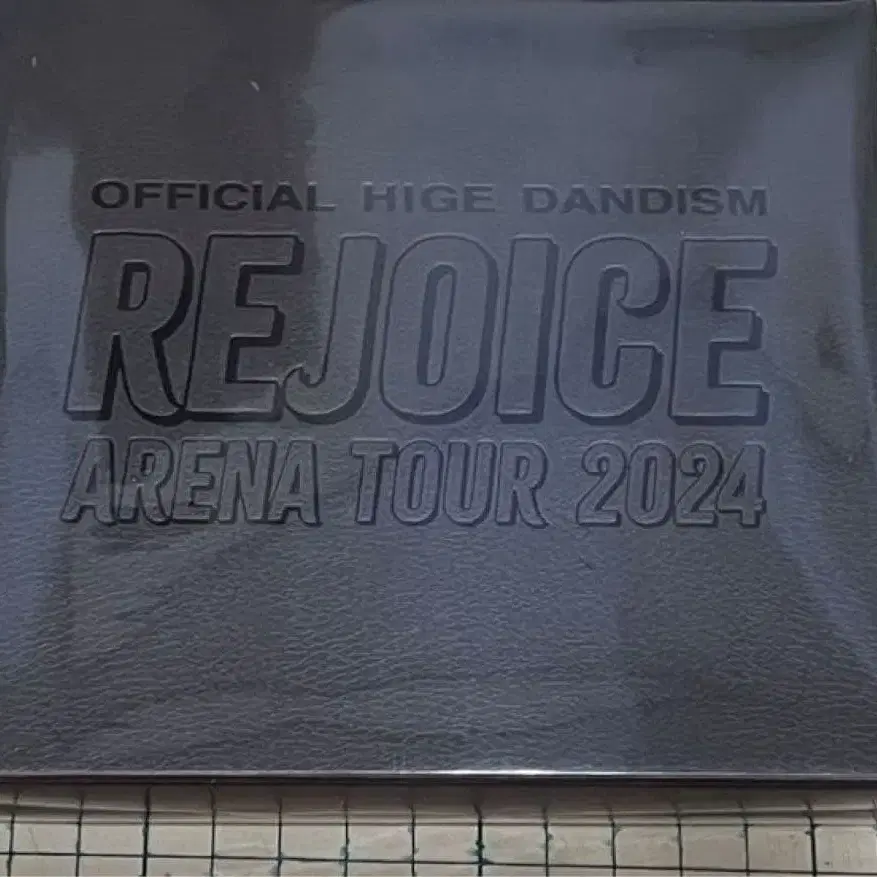 OFFICIAL HIGE DANDISM
REJOICE
ARENA TOUR 2024